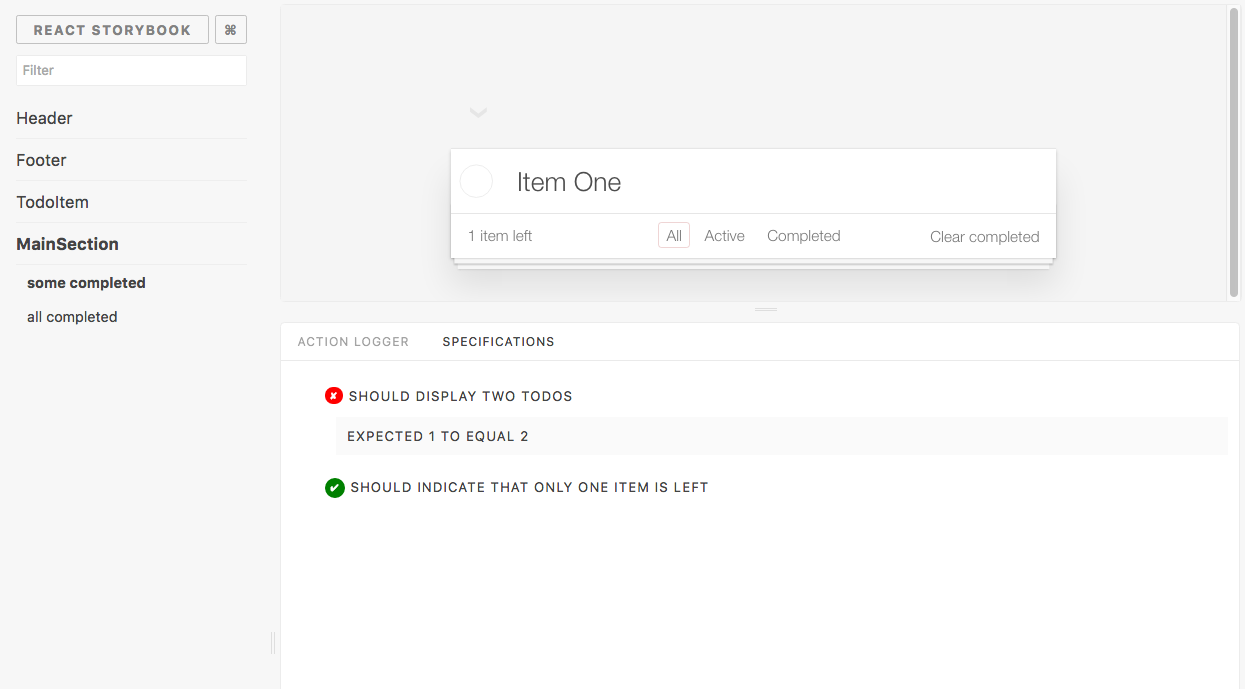 REACT STORYBOOK ⌘
Filter
Header
Footer
TodoItem
MainSection
some completed
all completed
Item One
1 item left All Active Completed Clear completed
ACTION LOGGER SPECIFICATIONS
✘ SHOULD DISPLAY TWO TODOS
EXPECTED 1 TO EQUAL 2
✔ SHOULD INDICATE THAT ONLY ONE ITEM IS LEFT